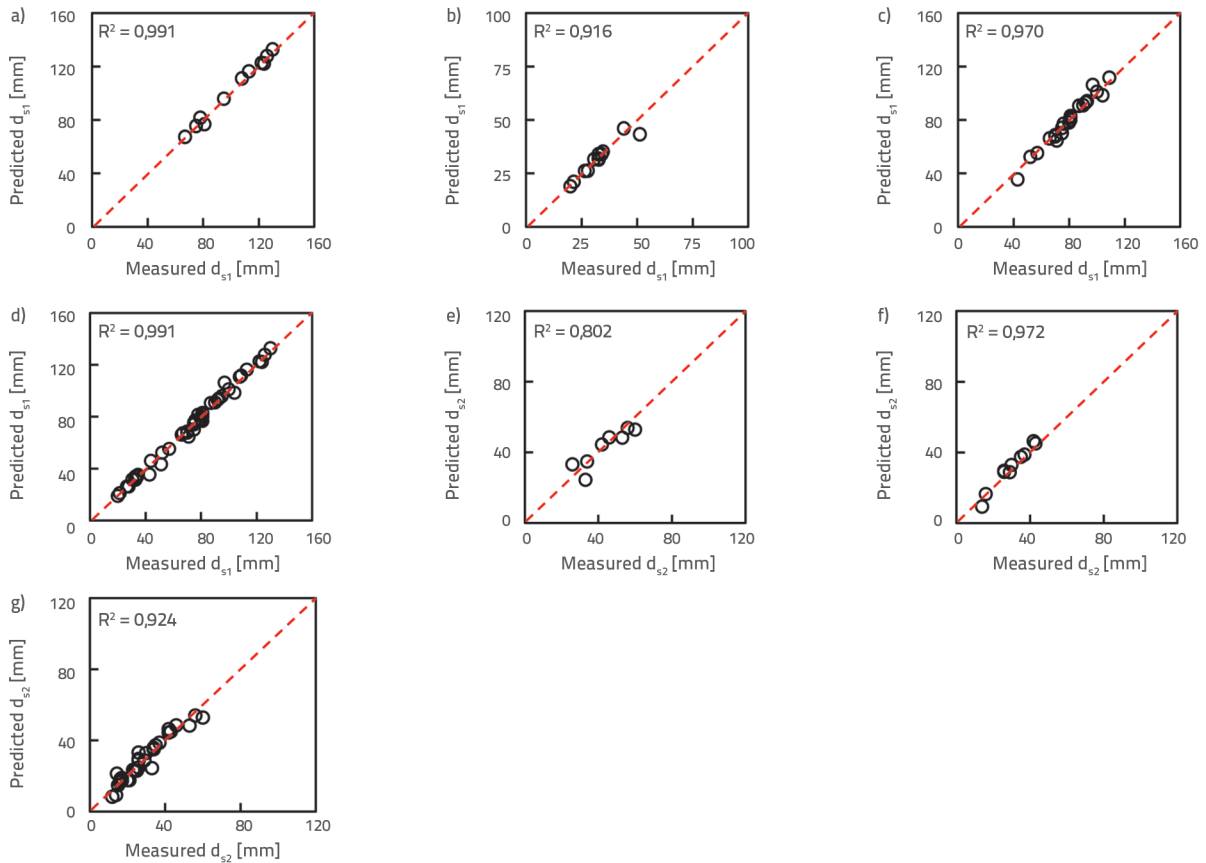 a)
160
R² = 0,991
120
80
40
0
0 40 80 120 160
Predicted dₛ₁ [mm]
Measured dₛ₁ [mm]
b)
100
R² = 0,916
75
50
25
0
0 25 50 75 100
Predicted dₛ₁ [mm]
Measured dₛ₁ [mm]
c)
160
R² = 0,970
120
80
40
0
0 40 80 120 160
Predicted dₛ₁ [mm]
Measured dₛ₁ [mm]
d)
160
R² = 0,991
120
80
40
0
0 40 80 120 160
Predicted dₛ₁ [mm]
Measured dₛ₁ [mm]
e)
120
R² = 0,802
80
40
0
0 40 80 120
Predicted dₛ₂ [mm]
Measured dₛ₂ [mm]
f)
120
R² = 0,972
80
40
0
0 40 80 120
Predicted dₛ₂ [mm]
Measured dₛ₂ [mm]
g)
120
R² = 0,924
80
40
0
0 40 80 120
Predicted dₛ₂ [mm]
Measured dₛ₂ [mm]